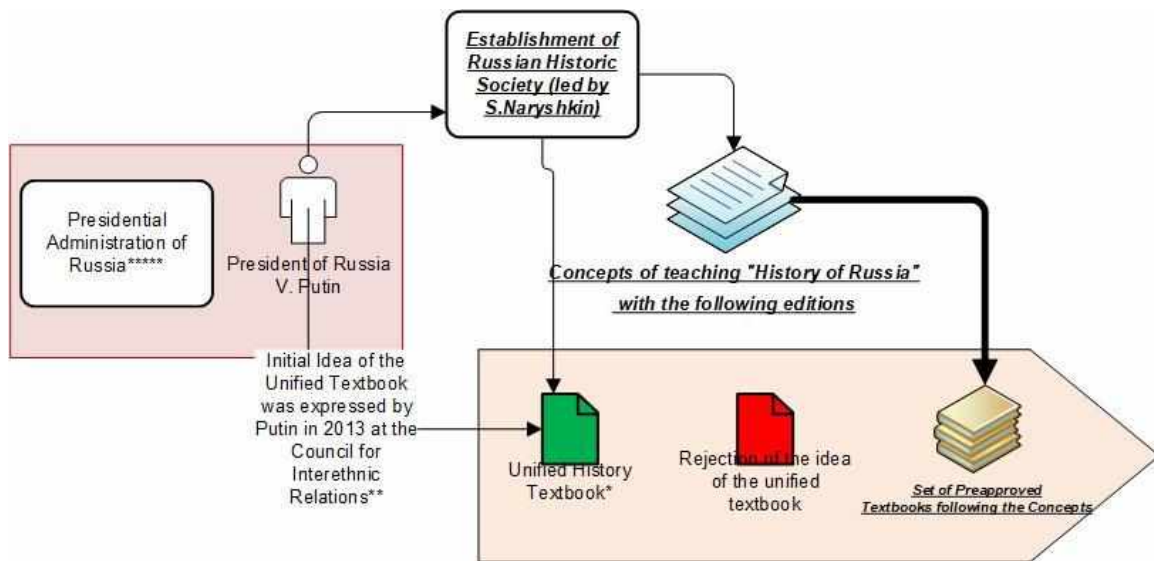 Establishment of
Russian Historic
Society (led by
S.Naryshkin)
Presidential
Administration of
Russia*****
President of Russia
V. Putin
Concepts of teaching "History of Russia"
with the following editions
Initial Idea of the
Unified Textbook
was expressed by
Putin in 2013 at the
Council for
Interethnic
Relations**
Unified History
Textbook*
Rejection of the idea
of the unified
textbook
Set of Preapproved
Textbooks following the Concepts